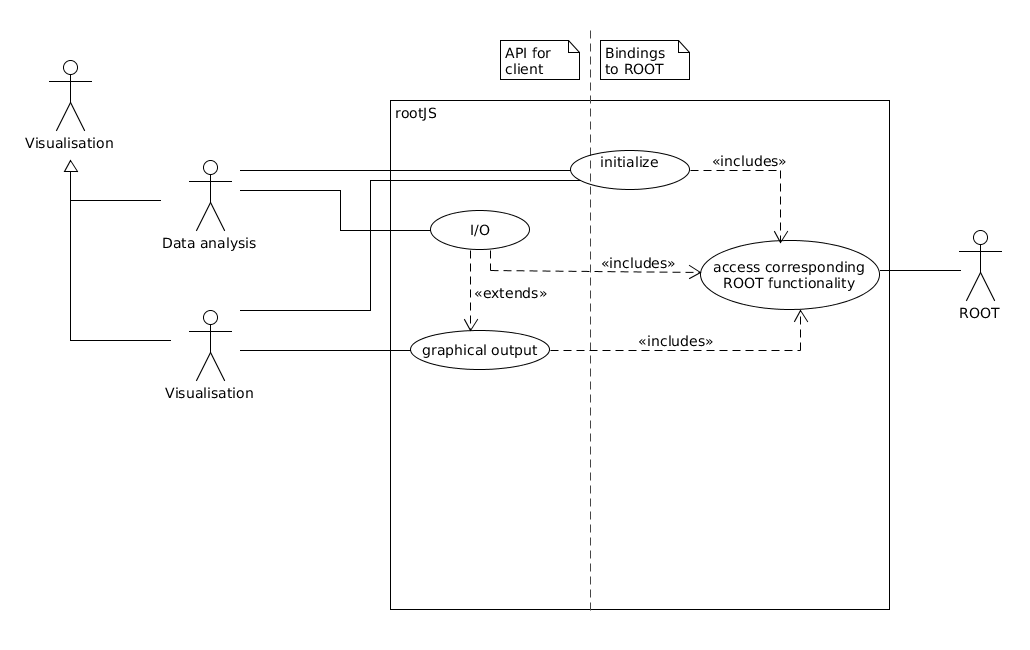 API for
client
Bindings
to ROOT
rootJS
Visualisation
initialize
«includes»
Data analysis
I/O
«includes»
access corresponding
ROOT functionality
«extends»
ROOT
graphical output
«includes»
Visualisation